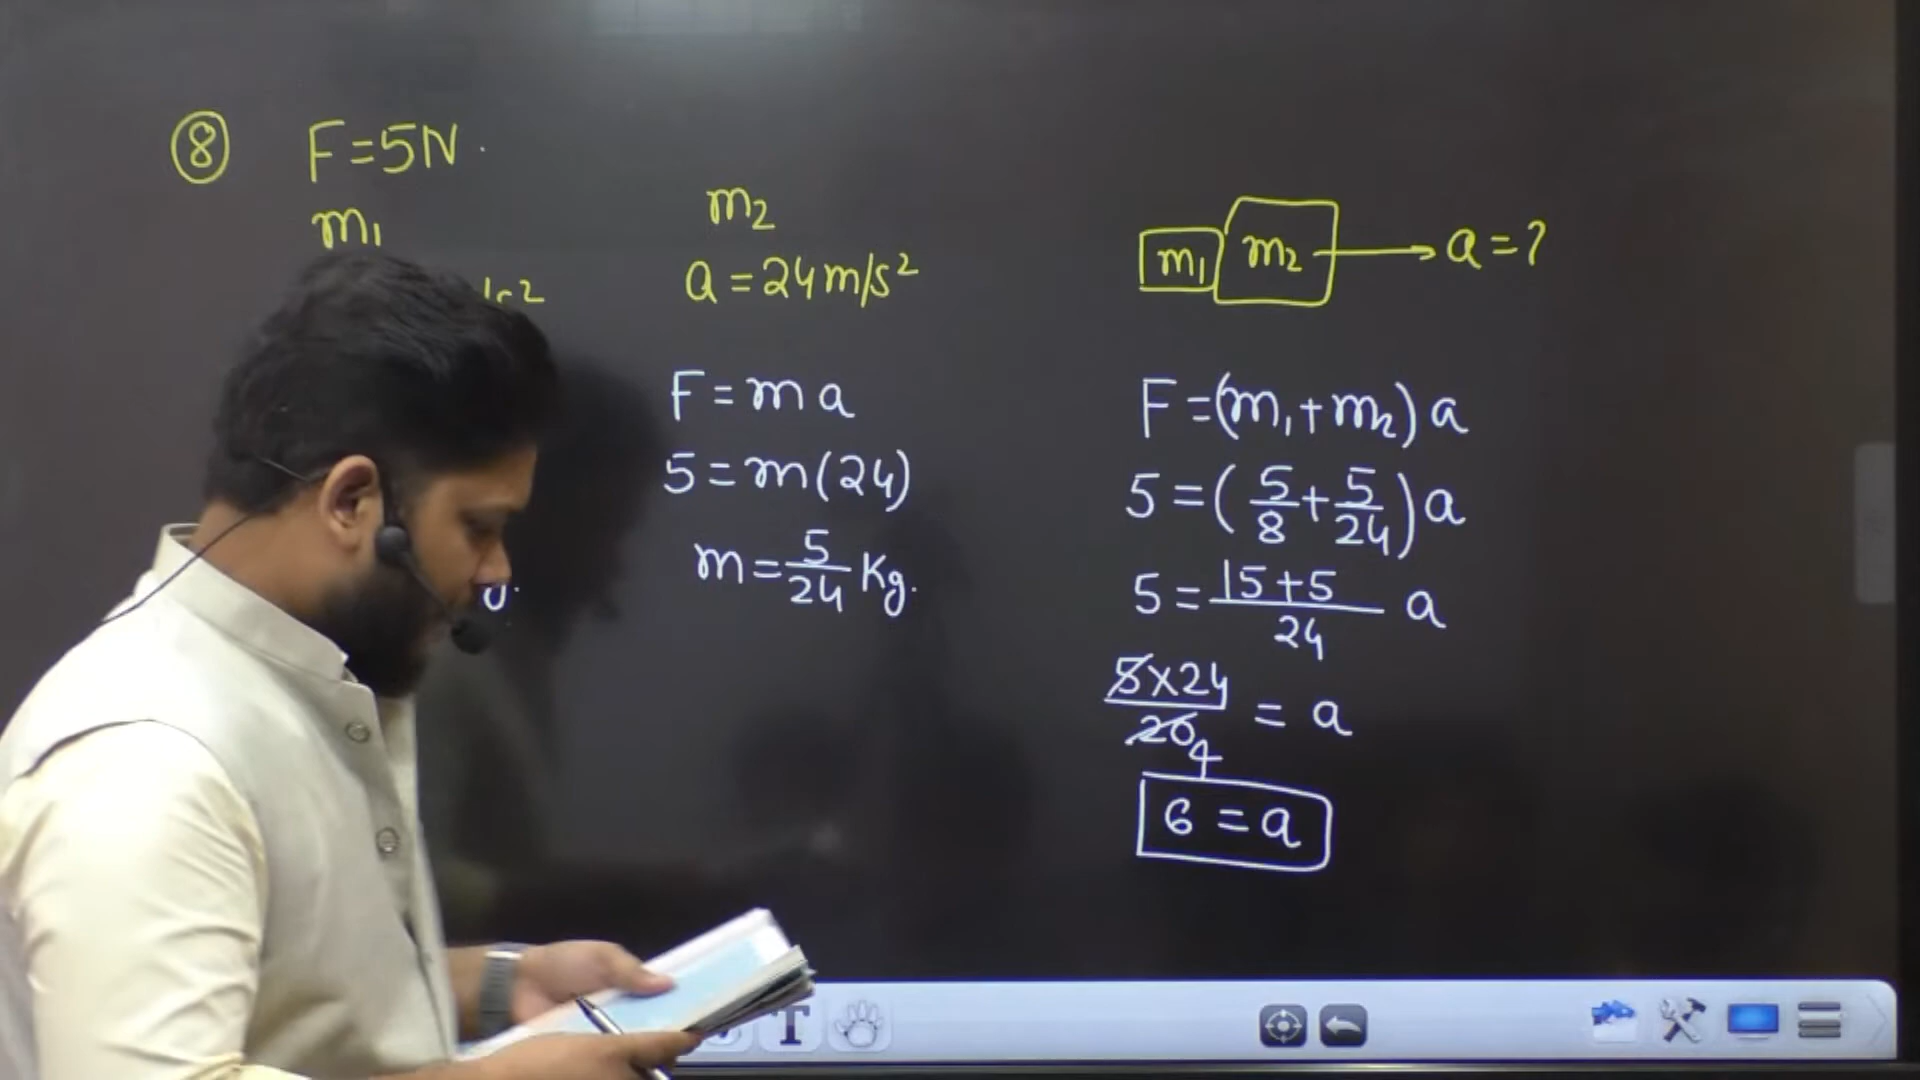 8 F=5N.
m₁
m₂
a=24m/s²
F=ma
5=m(24)
m=5/24 Kg.
m₁ m₂ → a=?
F=(m₁+m₂)a
5=(5/8+5/24)a
5=15+5/24 a
5×24/20 4 = a
6=a
T